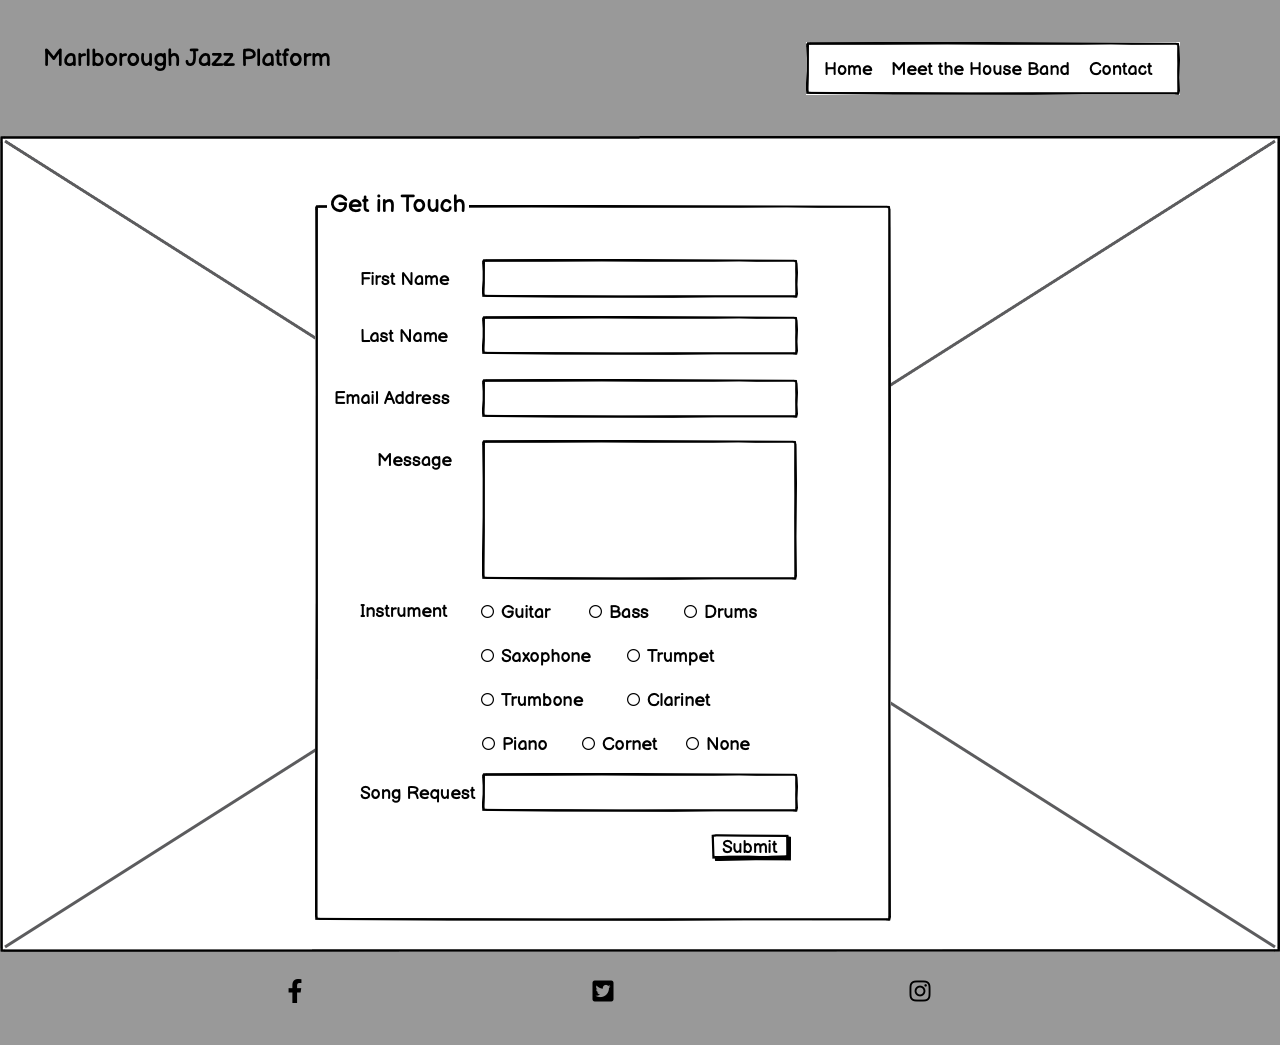 Marlborough Jazz Platform
Home Meet the House Band Contact
Get in Touch
First Name
Last Name
Email Address
Message
Instrument Guitar Bass Drums
Saxophone Trumpet
Trumbone Clarinet
Piano Cornet None
Song Request
Submit